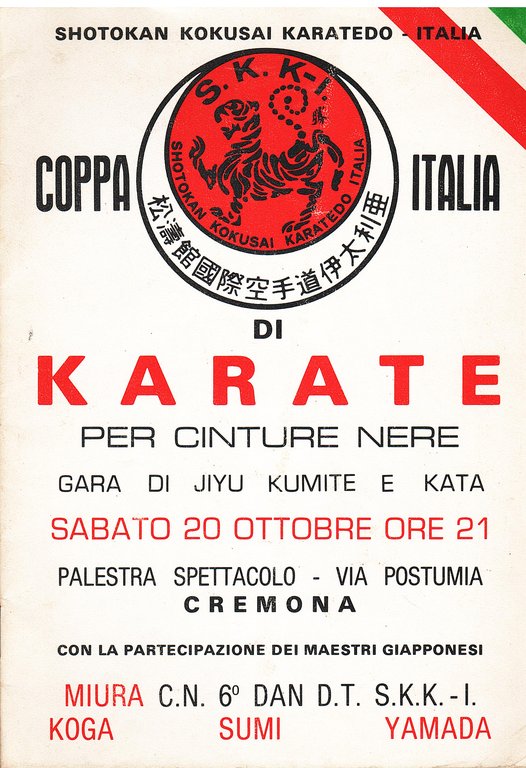 SHOTOKAN KOKUSAI KARATEDO - ITALIA
S. K. K-I.
SHOTOKAN KOKUSAI KARATEDO ITALIA
COPPA ITALIA
松濤館國際空手道伊太利亜
DI
KARATE
PER CINTURE NERE
GARA DI JIYU KUMITE E KATA
SABATO 20 OTTOBRE ORE 21
PALESTRA SPETTACOLO - VIA POSTUMIA
CREMONA
CON LA PARTECIPAZIONE DEI MAESTRI GIAPPONESI
MIURA C.N. 6º DAN D.T. S.K.K.-I.
KOGA SUMI YAMADA